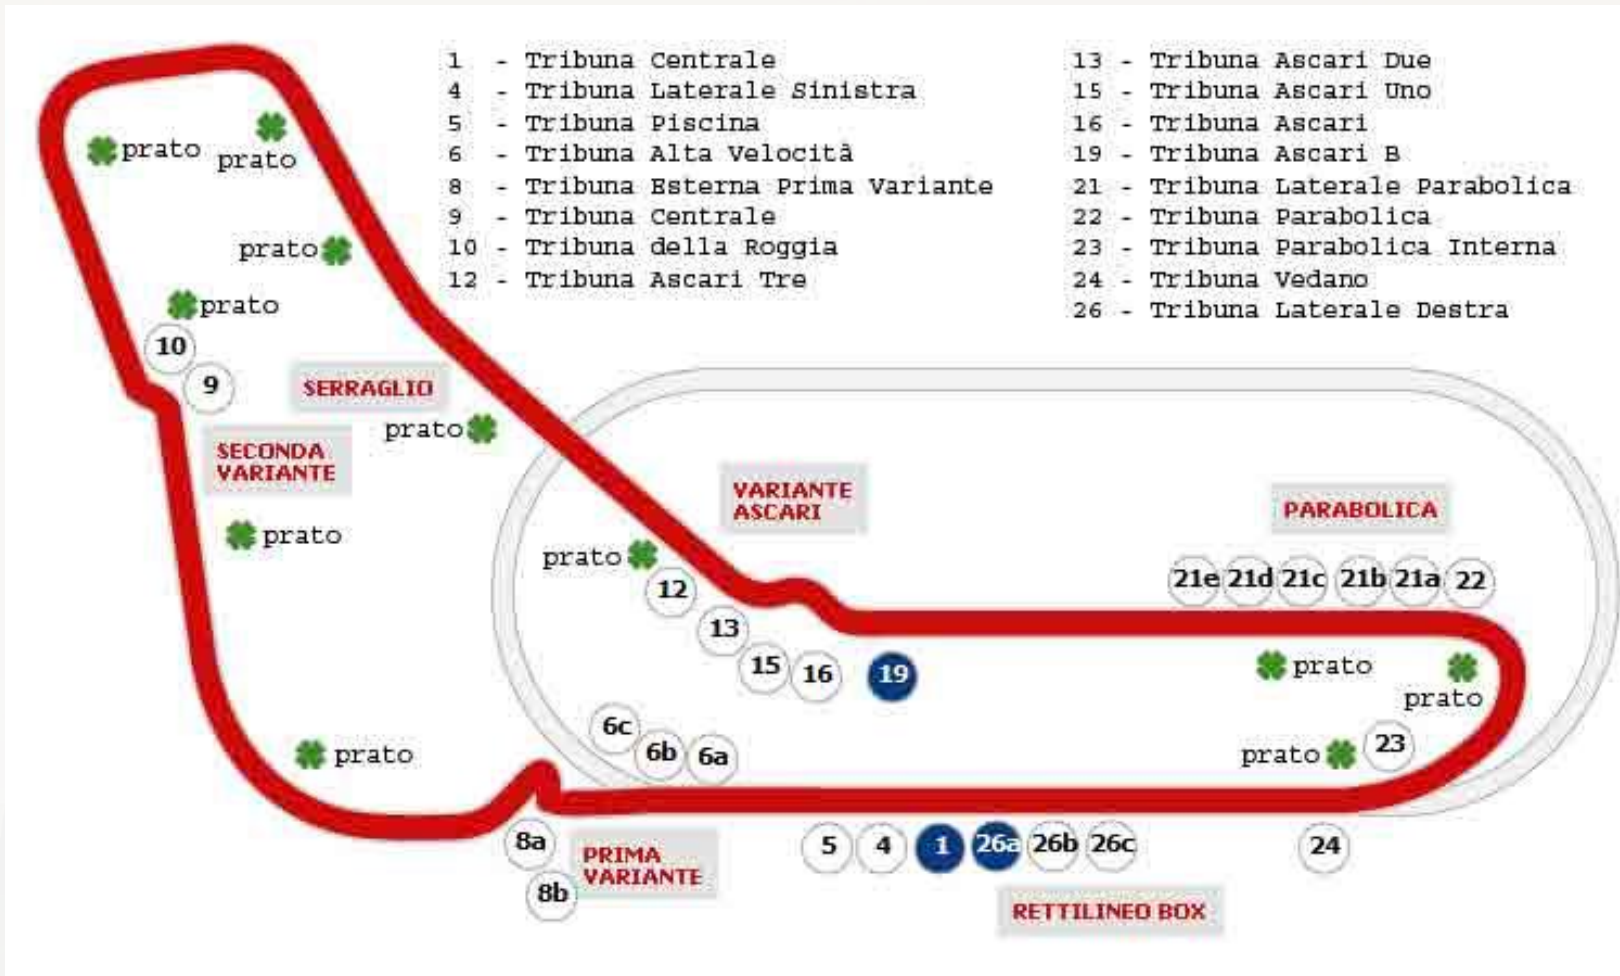 1 - Tribuna Centrale
4 - Tribuna Laterale Sinistra
5 - Tribuna Piscina
6 - Tribuna Alta Velocità
8 - Tribuna Esterna Prima Variante
9 - Tribuna Centrale
10 - Tribuna della Roggia
12 - Tribuna Ascari Tre
13 - Tribuna Ascari Due
15 - Tribuna Ascari Uno
16 - Tribuna Ascari
19 - Tribuna Ascari B
21 - Tribuna Laterale Parabolica
22 - Tribuna Parabolica
23 - Tribuna Parabolica Interna
24 - Tribuna Vedano
26 - Tribuna Laterale Destra
prato
prato
prato
prato
10
9
SERRAGLIO
prato
SECONDA
VARIANTE
prato
VARIANTE
ASCARI
PARABOLICA
prato
12
13
15
16
19
21e 21d 21c 21b 21a 22
prato
prato
prato
23
6c
6b
6a
prato
8a
8b
PRIMA
VARIANTE
5 4 1 26a 26b 26c
24
RETTILINEO BOX